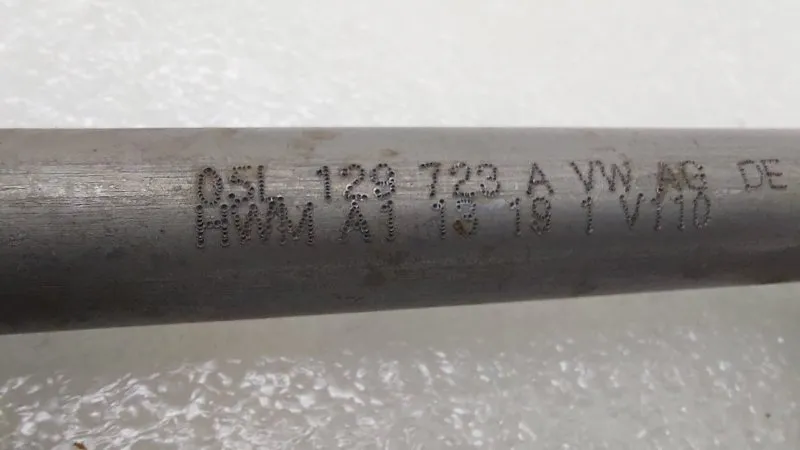 05L 129 723 A VW AG DE
HWM A1 13 19 1 V110